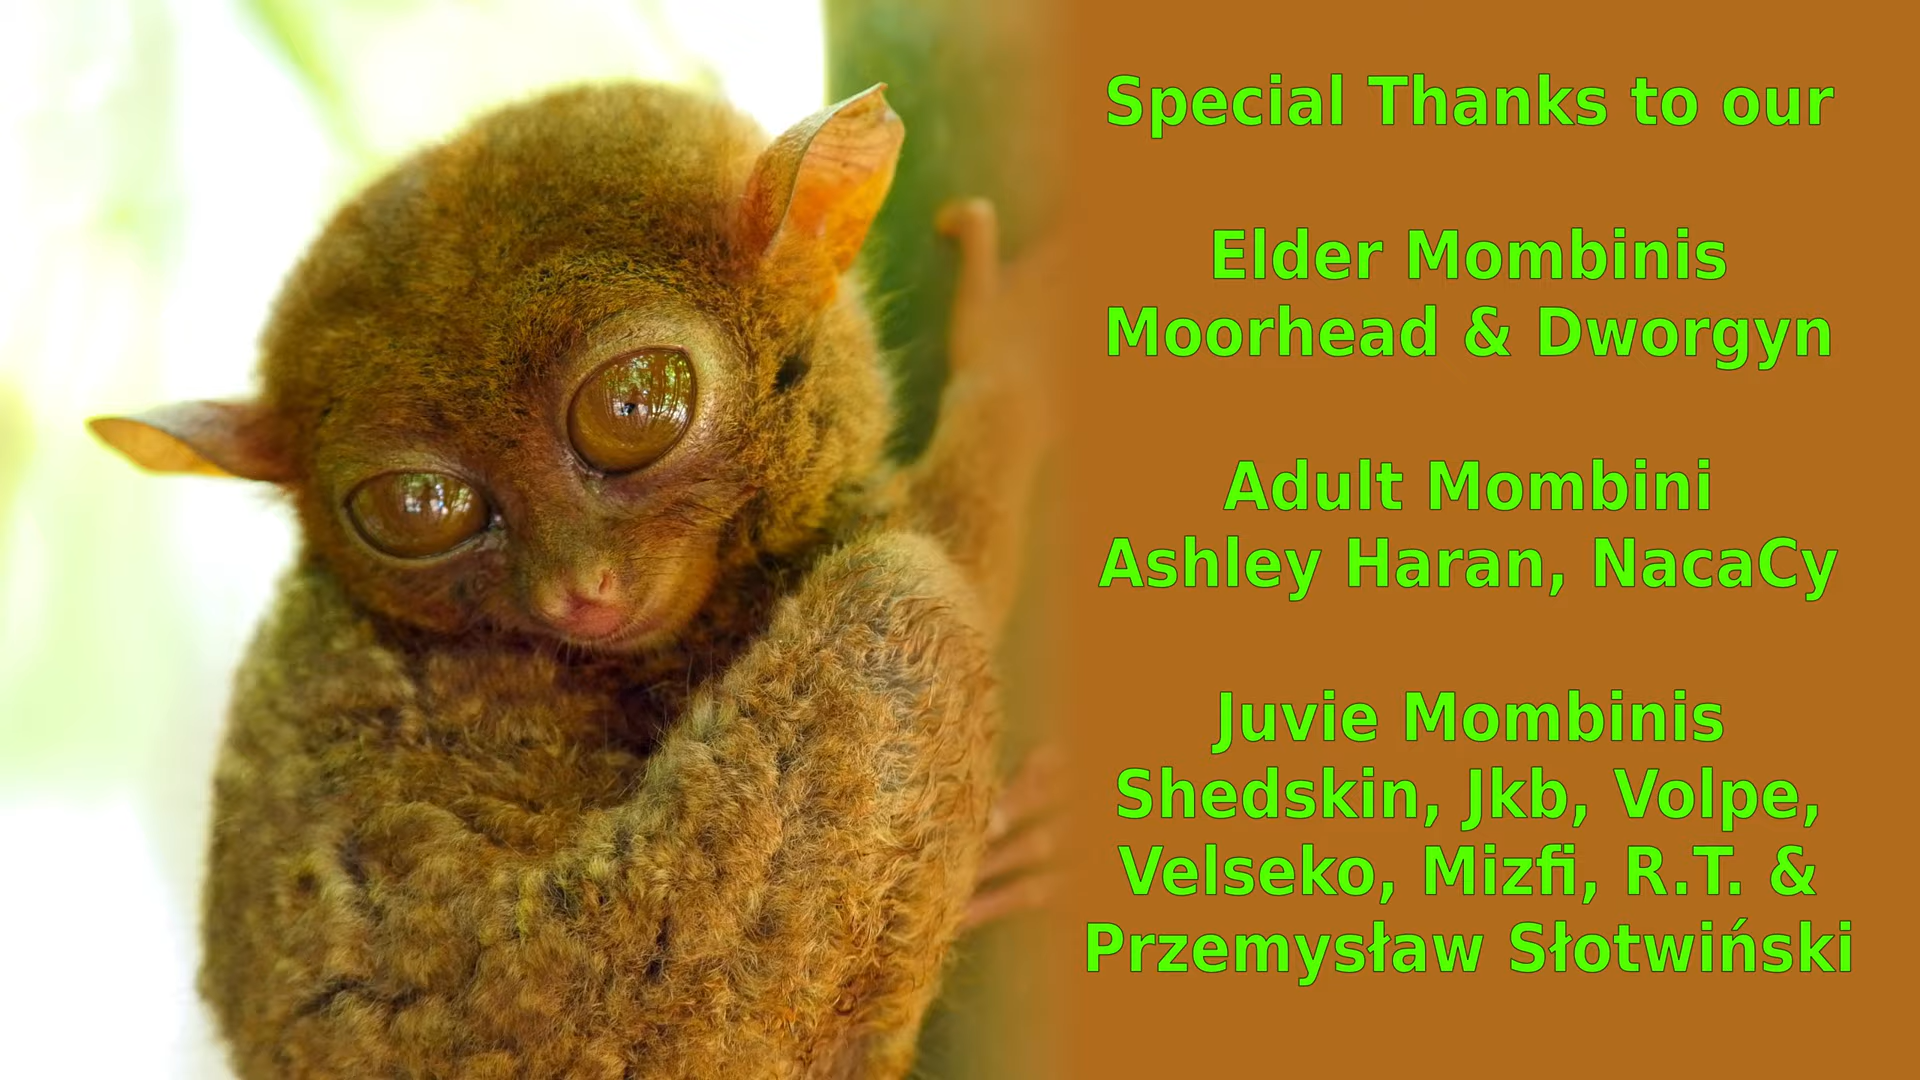 Special Thanks to our
Elder Mombinis
Moorhead & Dworgyn
Adult Mombini
Ashley Haran, NacaCy
Juvie Mombinis
Shedskin, Jkb, Volpe,
Velseko, Mizfi, R.T. &
Przemysław Słotwiński